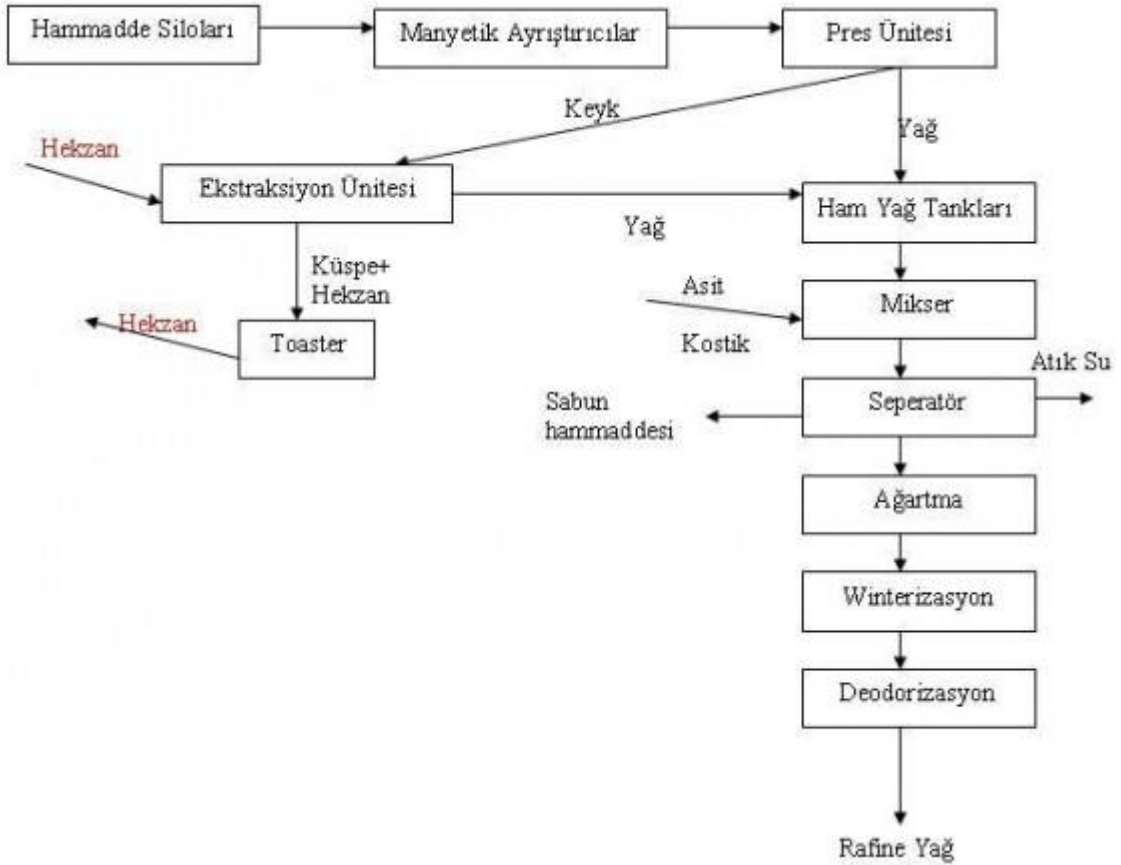 Hammadde Siloları
Manyetik Ayrıştırıcılar
Pres Ünitesi
Keyk
Yağ
Hekzan
Ekstraksiyon Ünitesi
Ham Yağ Tankları
Yağ
Küspe+
Hekzan
Asit
Mikser
Hekzan
Toaster
Kostik
Atık Su
Seperatör
Sabun
hammaddesi
Ağartma
Winterizasyon
Deodorizasyon
Rafine Yağ